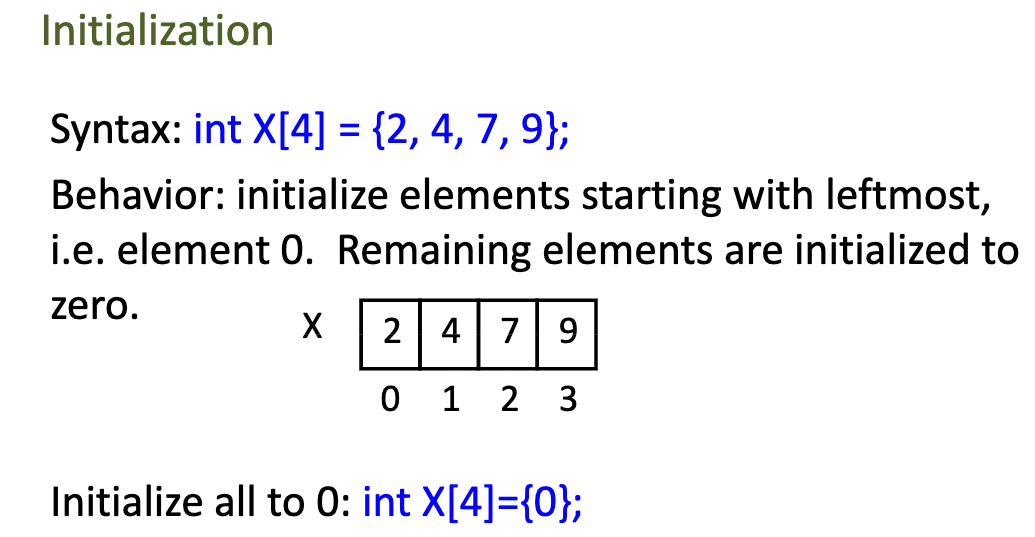 Initialization
Syntax: int X[4] = {2, 4, 7, 9};
Behavior: initialize elements starting with leftmost,
i.e. element 0.  Remaining elements are initialized to
zero.
X 2 4 7 9
0 1 2 3
Initialize all to 0: int X[4]={0};